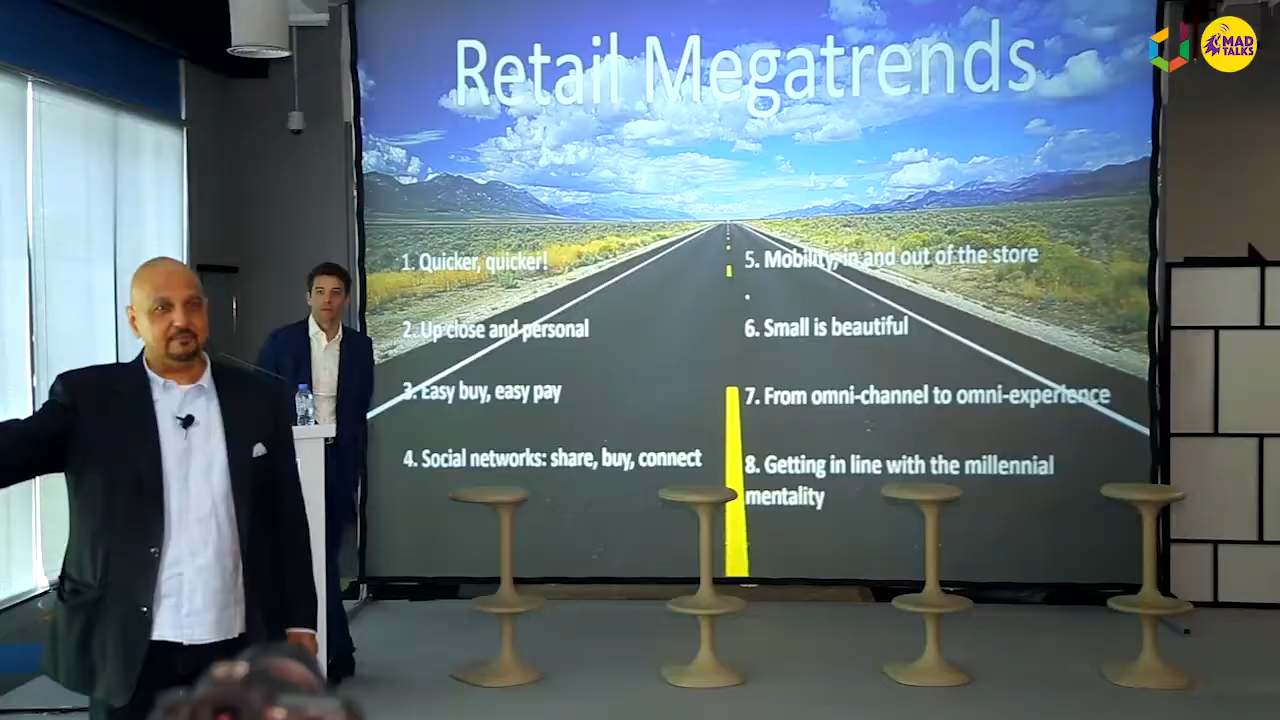 MAD
TALKS
Retail Megatrends
1. Quicker, quicker!
2. Up close and personal
3. Easy buy, easy pay
4. Social networks: share, buy, connect
5. Mobility, in and out of the store
.
6. Small is beautiful
7. From omni-channel to omni-experience
8. Getting in line with the millennial
mentality